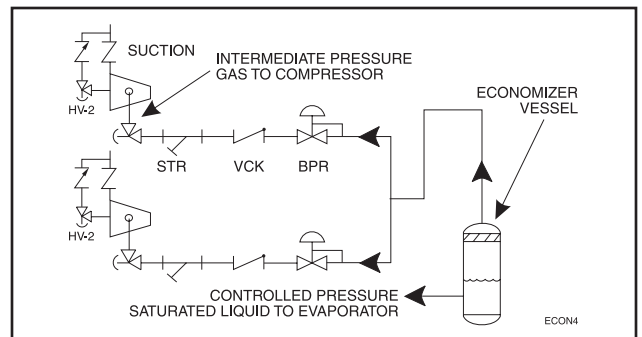 SUCTION
INTERMEDIATE PRESSURE
GAS TO COMPRESSOR
ECONOMIZER
VESSEL
HV-2
STR
VCK
BPR
HV-2
CONTROLLED PRESSURE
SATURATED LIQUID TO EVAPORATOR
ECON4